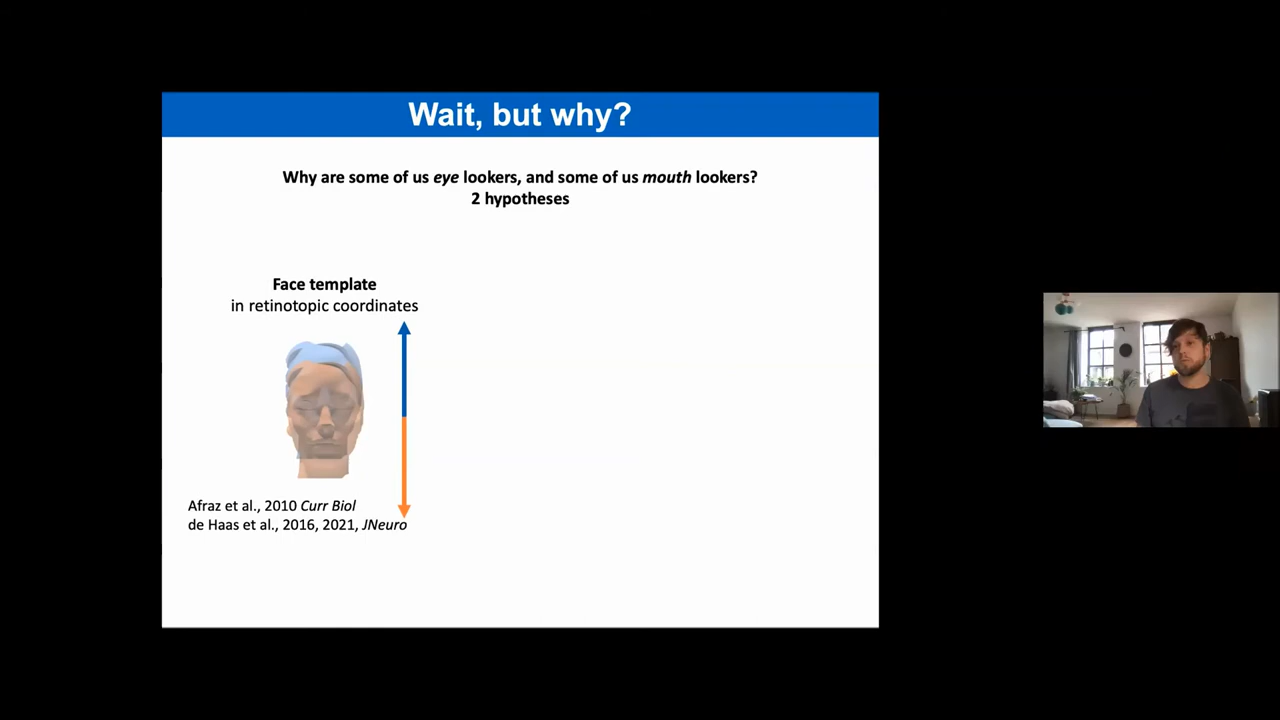 Wait, but why?
Why are some of us eye lookers, and some of us mouth lookers?
2 hypotheses
Face template
in retinotopic coordinates
Afraz et al., 2010 Curr Biol
de Haas et al., 2016, 2021, JNeuro